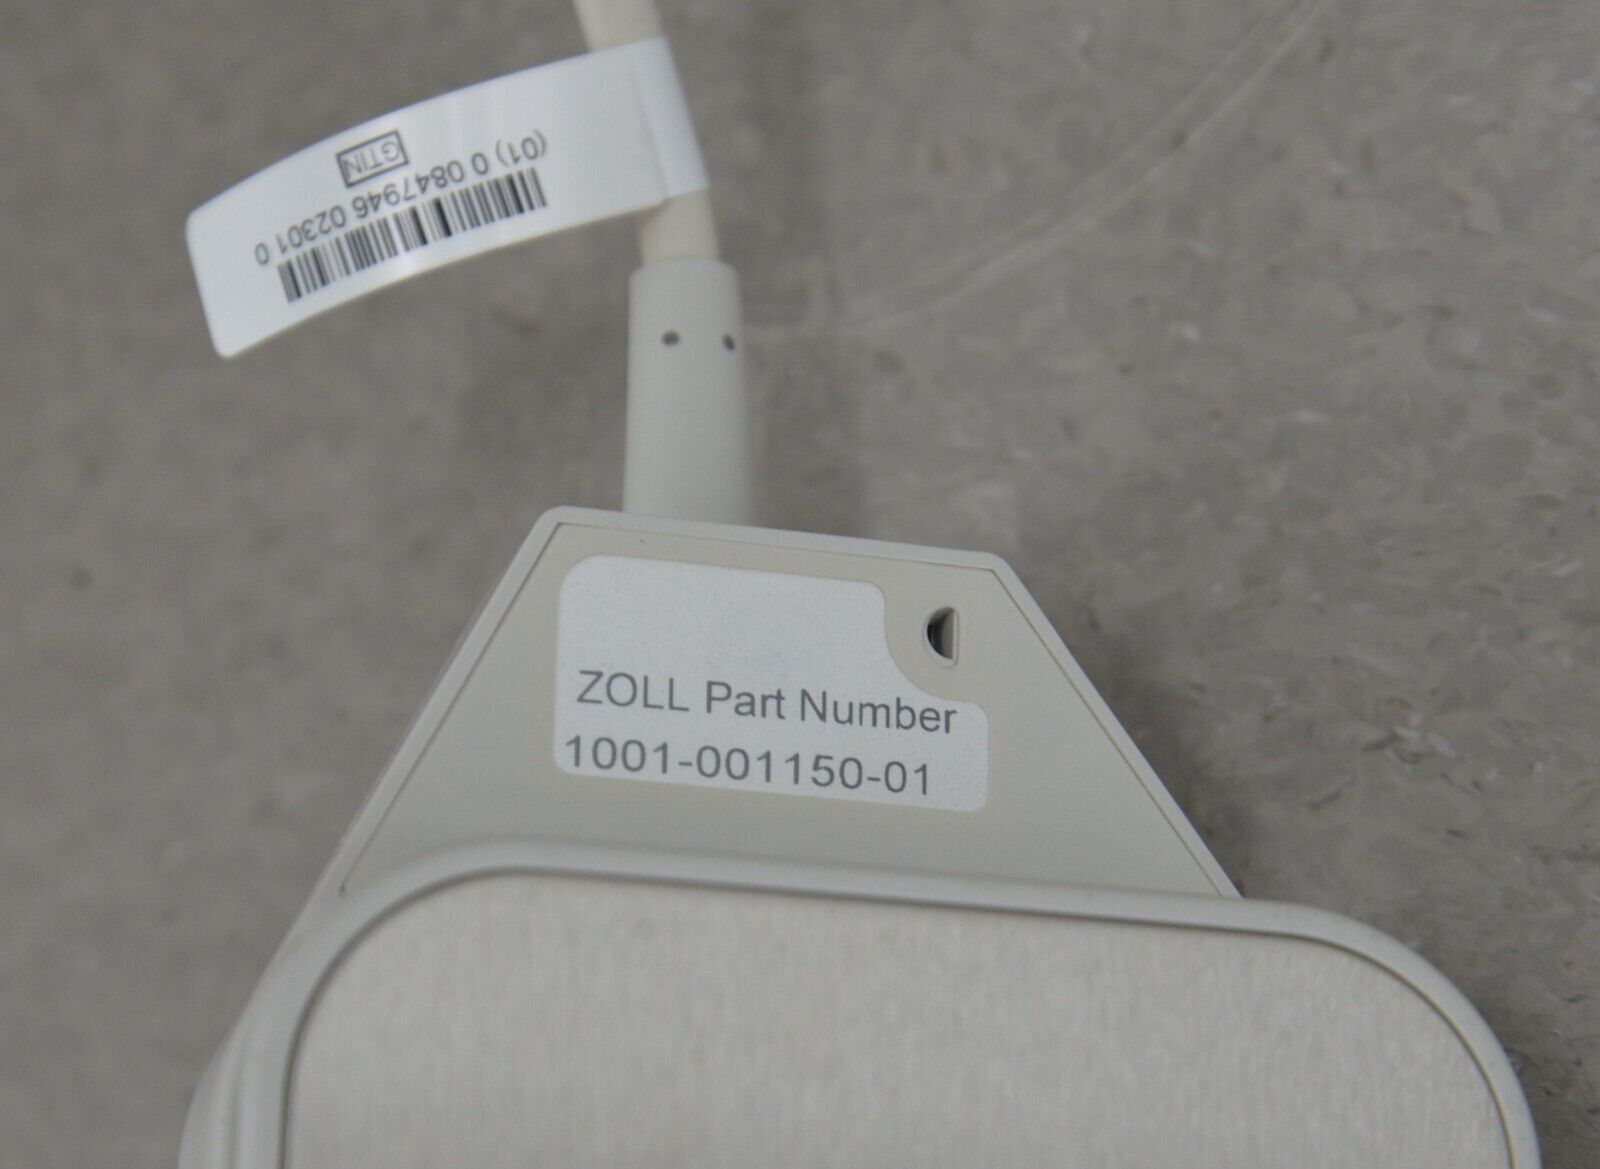 GTIN
(01) 0 0847946 02301 0
ZOLL Part Number
1001-001150-01